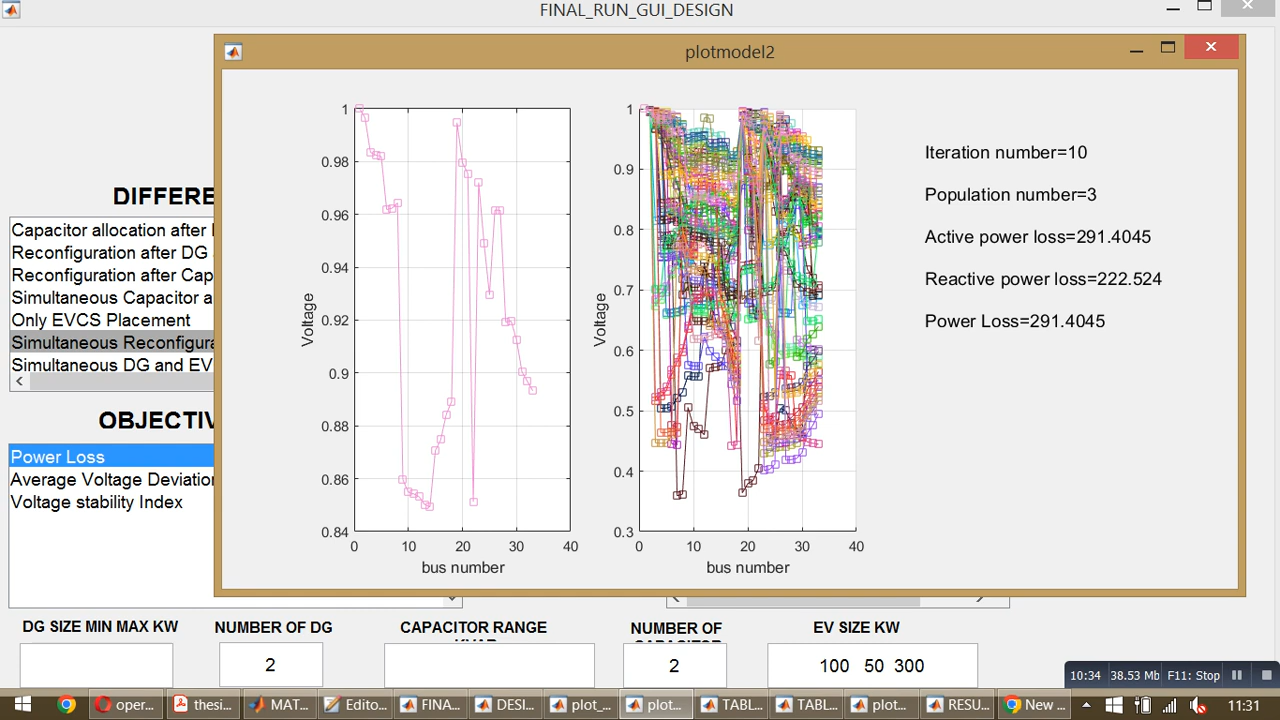 FINAL_RUN_GUI_DESIGN
plotmodel2
DIFFERE
Capacitor allocation after
Reconfiguration after DG
Reconfiguration after Cap
Simultaneous Capacitor a
Only EVCS Placement
Simultaneous Reconfigura
Simultaneous DG and EV
OBJECTIV
Power Loss
Average Voltage Deviation
Voltage stability Index
1
0.98
0.96
0.94
0.92
0.9
0.88
0.86
0.84
0 10 20 30 40
Voltage
bus number
1
0.9
0.8
0.7
0.6
0.5
0.4
0.3
0 10 20 30 40
Voltage
bus number
Iteration number=10
Population number=3
Active power loss=291.4045
Reactive power loss=222.524
Power Loss=291.4045
DG SIZE MIN MAX KW
NUMBER OF DG
2
CAPACITOR RANGE
KVAR
NUMBER OF
CAPACITOR
2
EV SIZE KW
100 50 300
10:34 38.53 Mb F11: Stop
oper... thesi... MAT... Edito... FINA... DESI... plot_... plot... TABL... TABL... plot... RESU... New ... 11:31